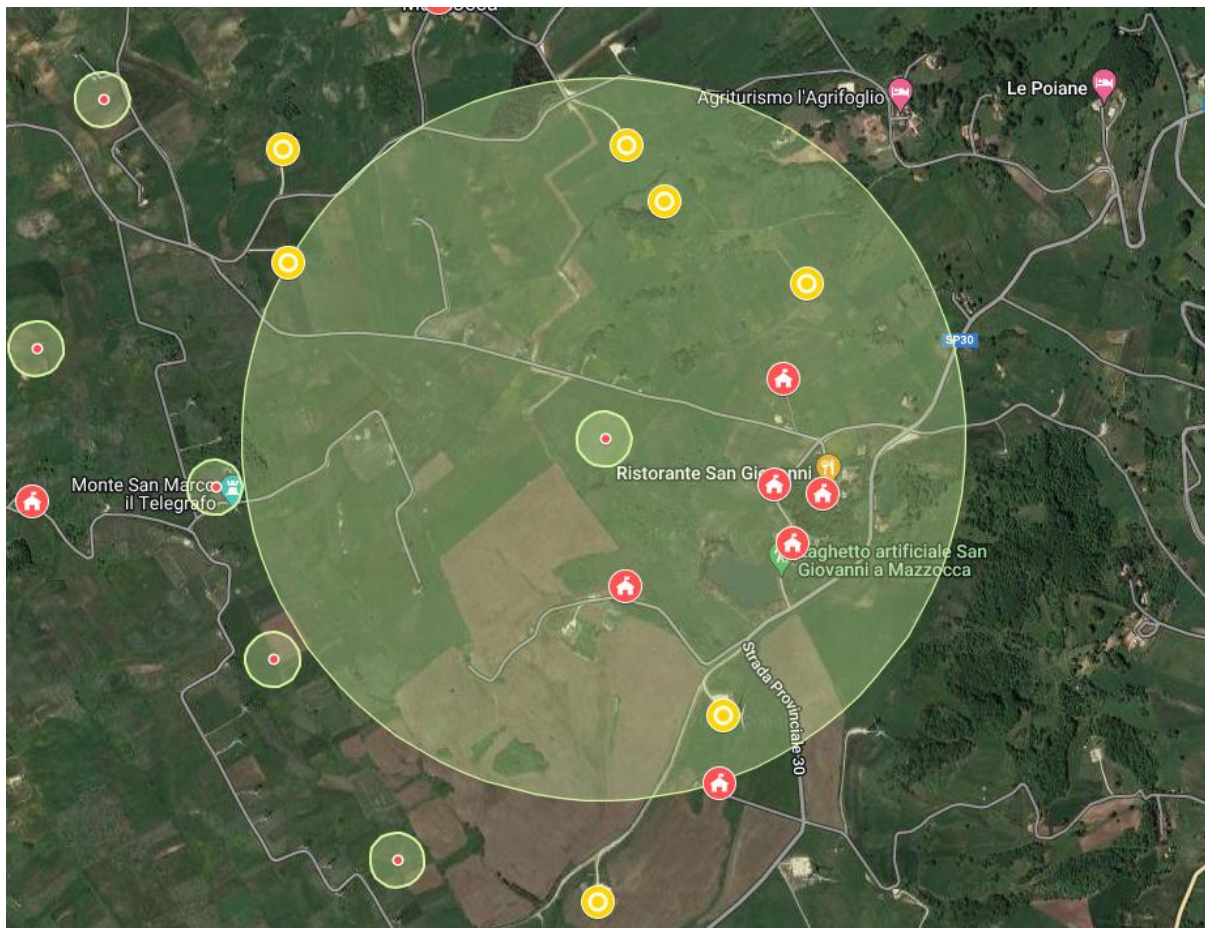 Agriturismo l'Agrifoglio
Le Poiane
SP30
Ristorante San Giovanni
Monte San Marco
il Telegrafo
Laghetto artificiale San
Giovanni a Mazzocca
Strada Provinciale 30